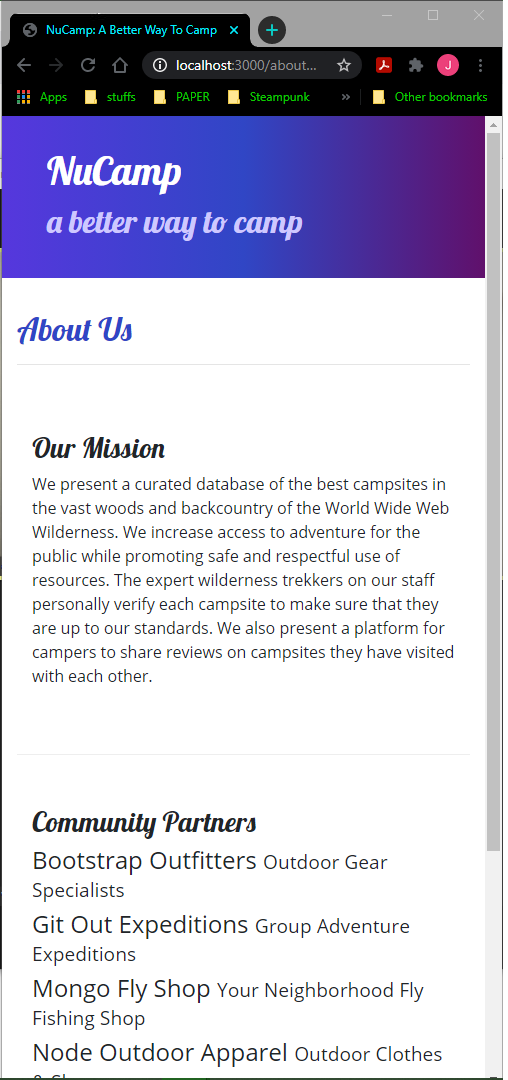 NuCamp: A Better Way To Camp
localhost:3000/about...
J
Apps stuffs PAPER Steampunk » Other bookmarks
NuCamp
a better way to camp
About Us
Our Mission
We present a curated database of the best campsites in
the vast woods and backcountry of the World Wide Web
Wilderness. We increase access to adventure for the
public while promoting safe and respectful use of
resources. The expert wilderness trekkers on our staff
personally verify each campsite to make sure that they
are up to our standards. We also present a platform for
campers to share reviews on campsites they have visited
with each other.
Community Partners
Bootstrap Outfitters Outdoor Gear
Specialists
Git Out Expeditions Group Adventure
Expeditions
Mongo Fly Shop Your Neighborhood Fly
Fishing Shop
Node Outdoor Apparel Outdoor Clothes